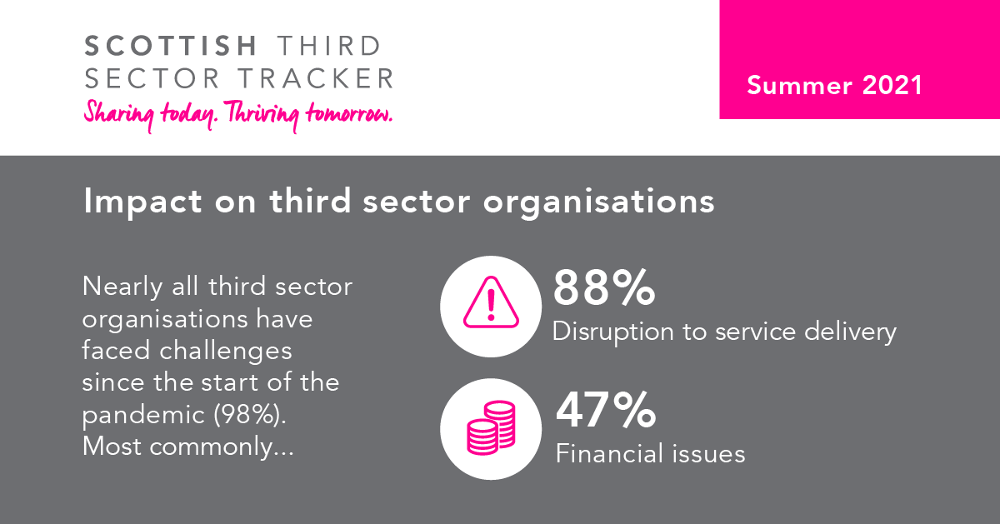 SCOTTISH THIRD
SECTOR TRACKER
Sharing today. Thriving tomorrow.
Summer 2021
Impact on third sector organisations
Nearly all third sector
organisations have
faced challenges
since the start of the
pandemic (98%).
Most commonly...
88%
Disruption to service delivery
47%
Financial issues